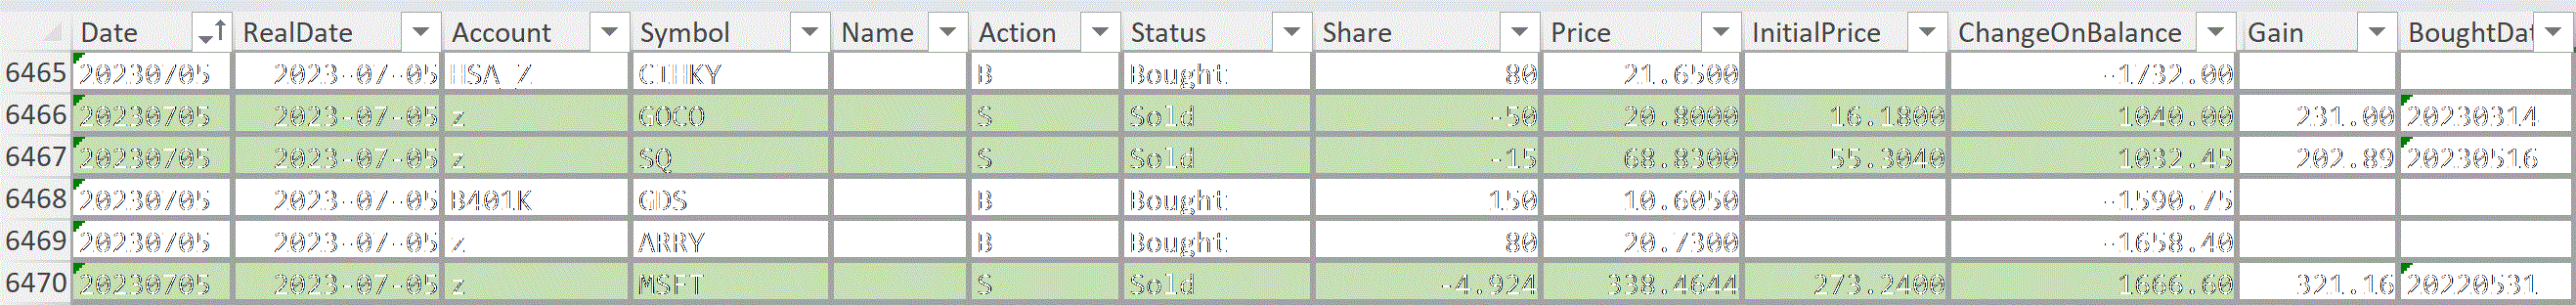 Date RealDate Account Symbol Name Action Status Share Price InitialPrice ChangeOnBalance Gain BoughtDat
6465 20230705 2023-07-05 HSA_Z CTHKY B Bought 80 21.6500 -1732.00
6466 20230705 2023-07-05 z GOCO S Sold -50 20.8000 16.1800 1040.00 231.00 20230314
6467 20230705 2023-07-05 z SQ S Sold -15 68.8300 55.3040 1032.45 202.89 20230516
6468 20230705 2023-07-05 B401K GDS B Bought 150 10.6050 -1590.75
6469 20230705 2023-07-05 z ARRY B Bought 80 20.7300 -1658.40
6470 20230705 2023-07-05 z MSFT S Sold -4.924 338.4644 273.2400 1666.60 321.16 20220531